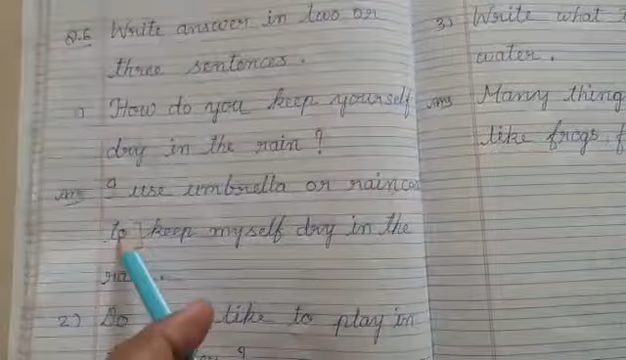 Q.5 Write answer in two or
three sentences.
1) How do you keep yourself
dry in the rain?
Ans I use umbrella or
to keep myself dry in the
2) Do like to play in
3) Write what
water.
Ans Many thing
like frogs.